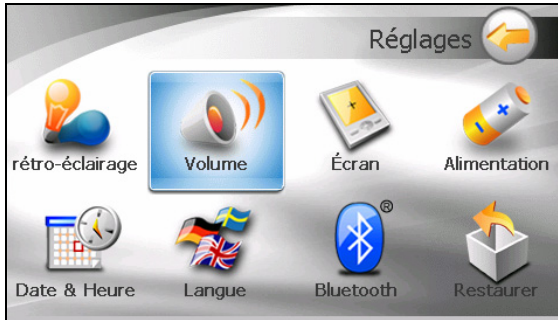 Réglages
rétro-éclairage Volume Écran Alimentation
Date & Heure Langue Bluetooth ® Restaurer